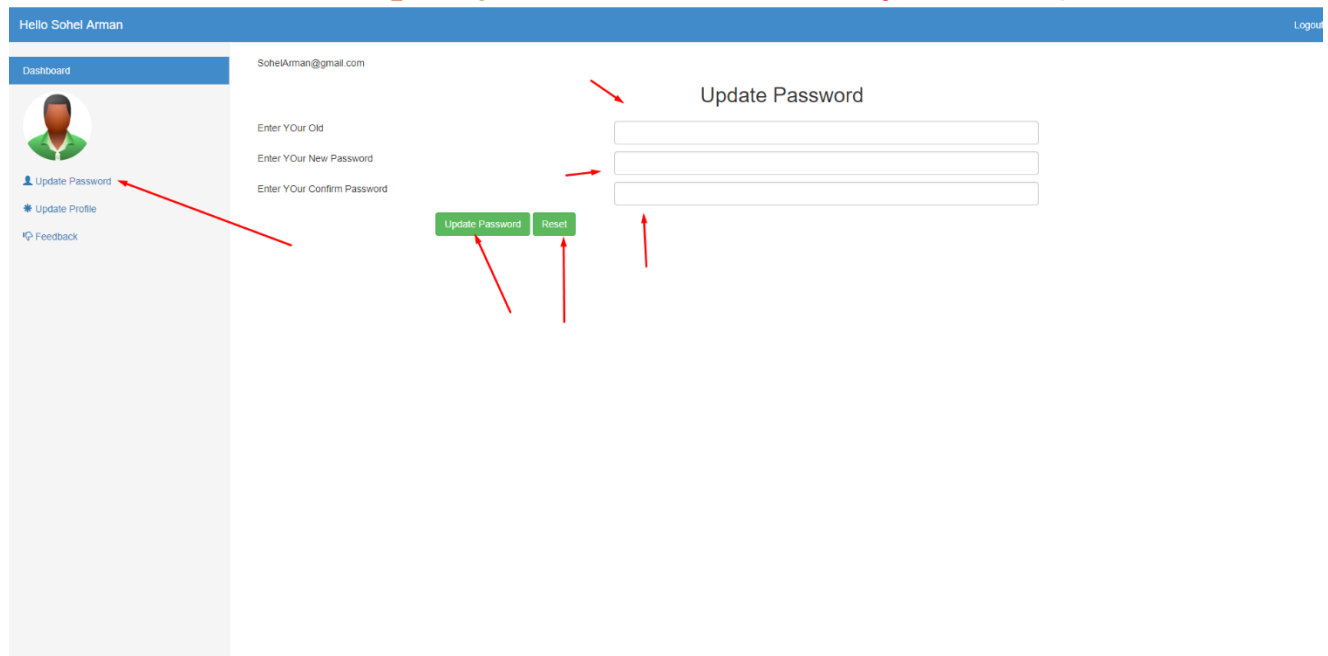 Hello Sohel Arman
Logout
Dashboard
SohelArman@gmail.com
Update Password
Enter YOur Old
Enter YOur New Password
Enter YOur Confirm Password
Update Password
Reset
Update Password
Update Profile
Feedback